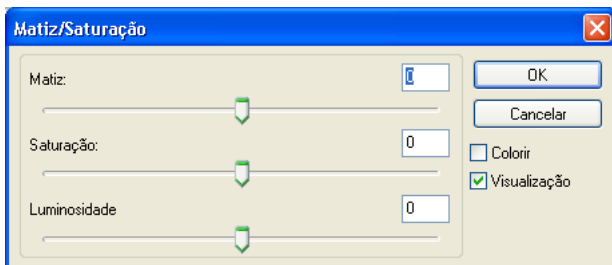 Matiz/Saturação
Matiz: 0
OK
Cancelar
Saturação: 0
Colorir
Visualização
Luminosidade 0